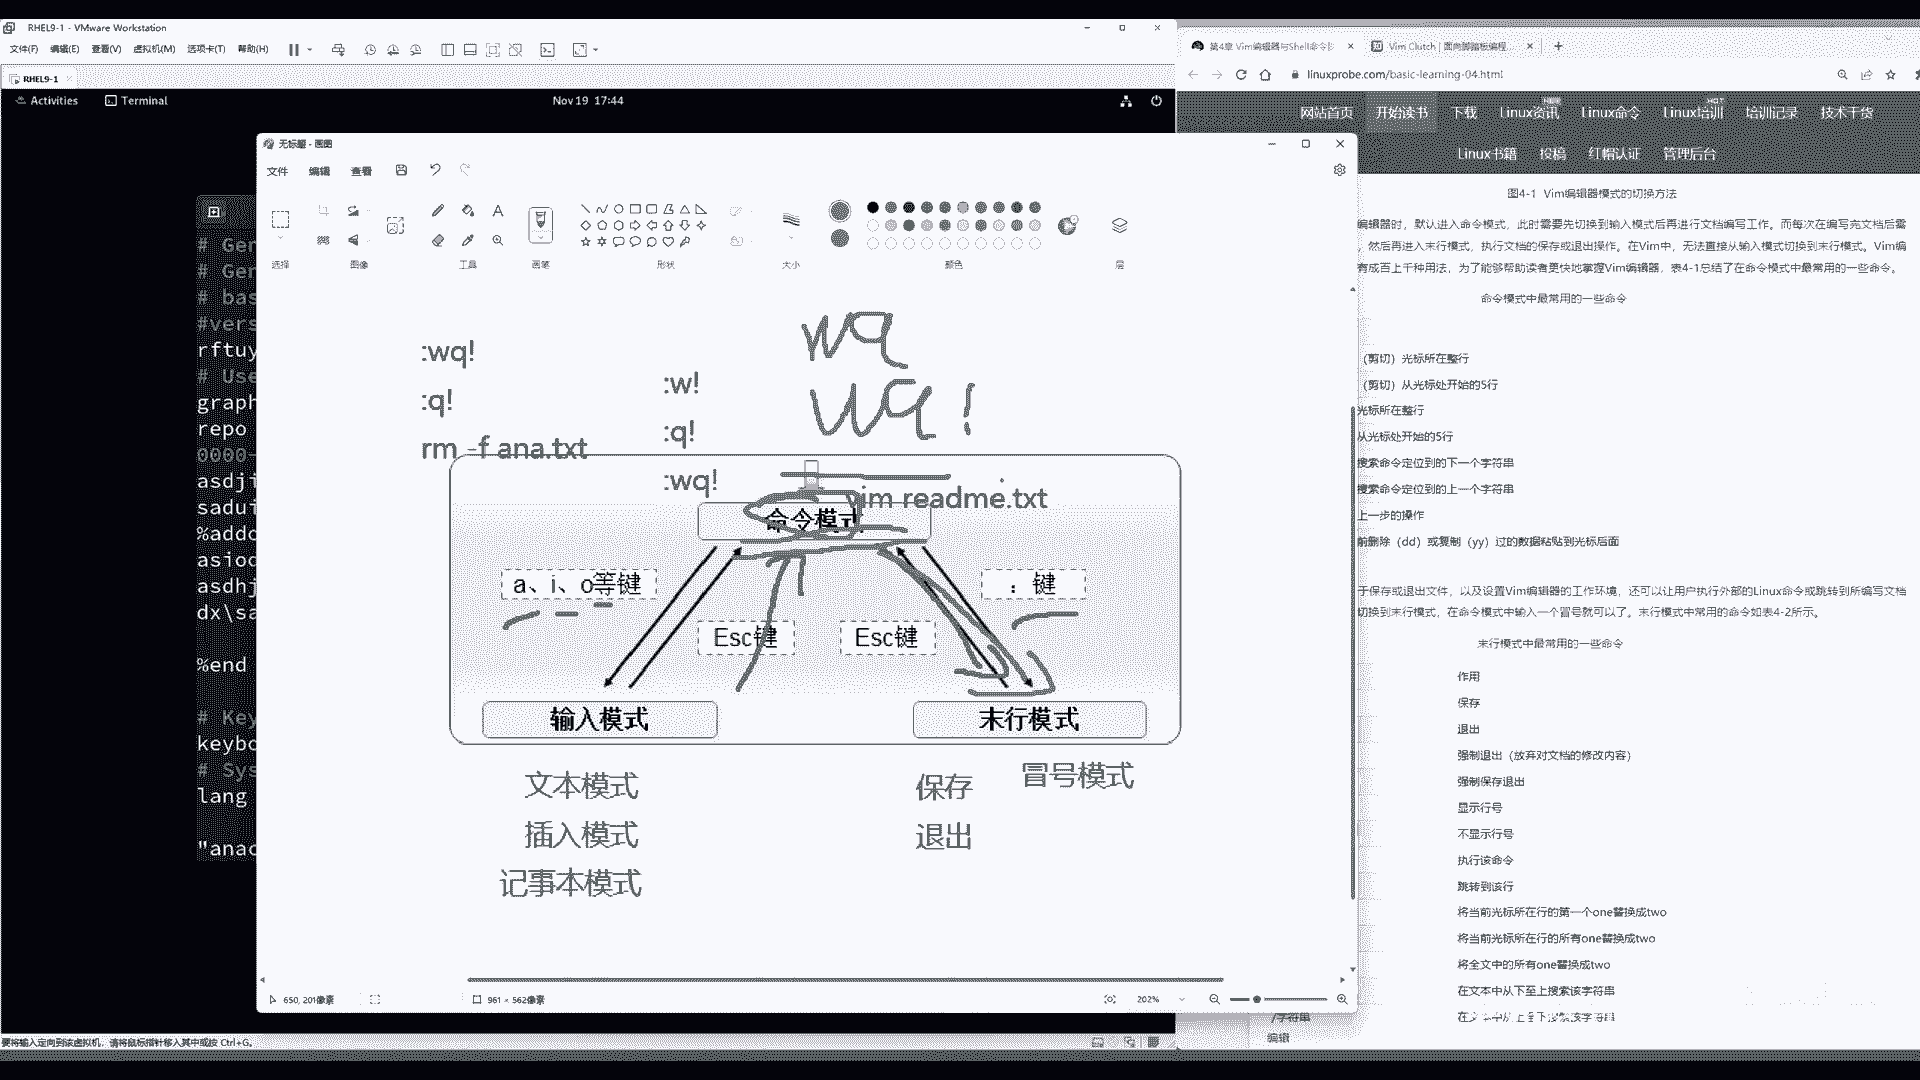 RHEL9-1 - VMware Workstation
文件(F) 编辑(E) 查看(V) 虚拟机(M) 选项卡(T) 帮助(H)
RHEL9-1
Activities Terminal Nov 19 17:44
# Gen
# Gen
# bas
#vers
rftuy
# Use
graph
repo
0000-
asdji
sadui
%addo
asioc
asdhj
dx\sa
%end
# Key
keybo
# Sys
lang
"anac
要将输入定向到该虚拟机，请将鼠标指针移入其中或按 Ctrl+G。
无标题 - 画图
文件 编辑 查看
选择 图像 工具 画笔 形状 大小 颜色 层
:wq!
:q!
rm -f ana.txt
:w!
:q!
:wq!
wq
wq!
vim readme.txt
命令模式
a、i、o等键
：键
Esc键 Esc键
输入模式 末行模式
文本模式
插入模式
记事本模式
保存 冒号模式
退出
650, 201像素 961 × 562像素 202%
第4章 Vim编辑器与Shell命令
Vim Clutch | 面向脚踏板编程...
linuxprobe.com/basic-learning-04.html
网站首页 开始读书 下载 Linux资讯 Linux命令 Linux培训 HOT 培训记录 技术干货
Linux书籍 投稿 红帽认证 管理后台
图4-1 Vim编辑器模式的切换方法
编辑器时，默认进入命令模式，此时需要先切换到输入模式后再进行文档编写工作。而每次在编写完文档后需
，然后再进入末行模式，执行文档的保存或退出操作。在Vim中，无法直接从输入模式切换到末行模式。Vim编
有成百上千种用法，为了能够帮助读者更快地掌握Vim编辑器，表4-1总结了在命令模式中最常用的一些命令。
命令模式中最常用的一些命令
（剪切）光标所在整行
（剪切）从光标处开始的5行
光标所在整行
从光标处开始的5行
搜索命令定位到的下一个字符串
搜索命令定位到的上一个字符串
上一步的操作
前删除（dd）或复制（yy）过的数据粘贴到光标后面
于保存或退出文件，以及设置Vim编辑器的工作环境，还可以让用户执行外部的Linux命令或跳转到所编写文档
切换到末行模式，在命令模式中输入一个冒号就可以了。末行模式中常用的命令如表4-2所示。
末行模式中最常用的一些命令
作用
保存
退出
强制退出（放弃对文档的修改内容）
强制保存退出
显示行号
不显示行号
执行该命令
跳转到该行
将当前光标所在行的第一个one替换成two
将当前光标所在行的所有one替换成two
将全文中的所有one替换成two
在文本中从下至上搜索该字符串
/字符串 在文本中从上至下搜索该字符串
编辑